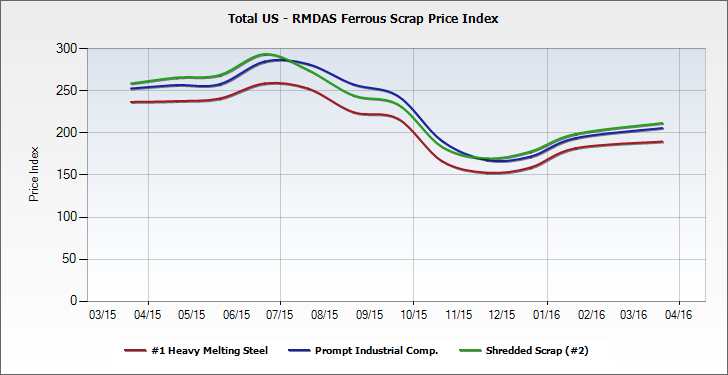 Total US - RMDAS Ferrous Scrap Price Index
300
250
200
150
100
50
0
Price Index
03/15 04/15 05/15 06/15 07/15 08/15 09/15 10/15 11/15 12/15 01/16 02/16 03/16 04/16
#1 Heavy Melting Steel Prompt Industrial Comp. Shredded Scrap (#2)